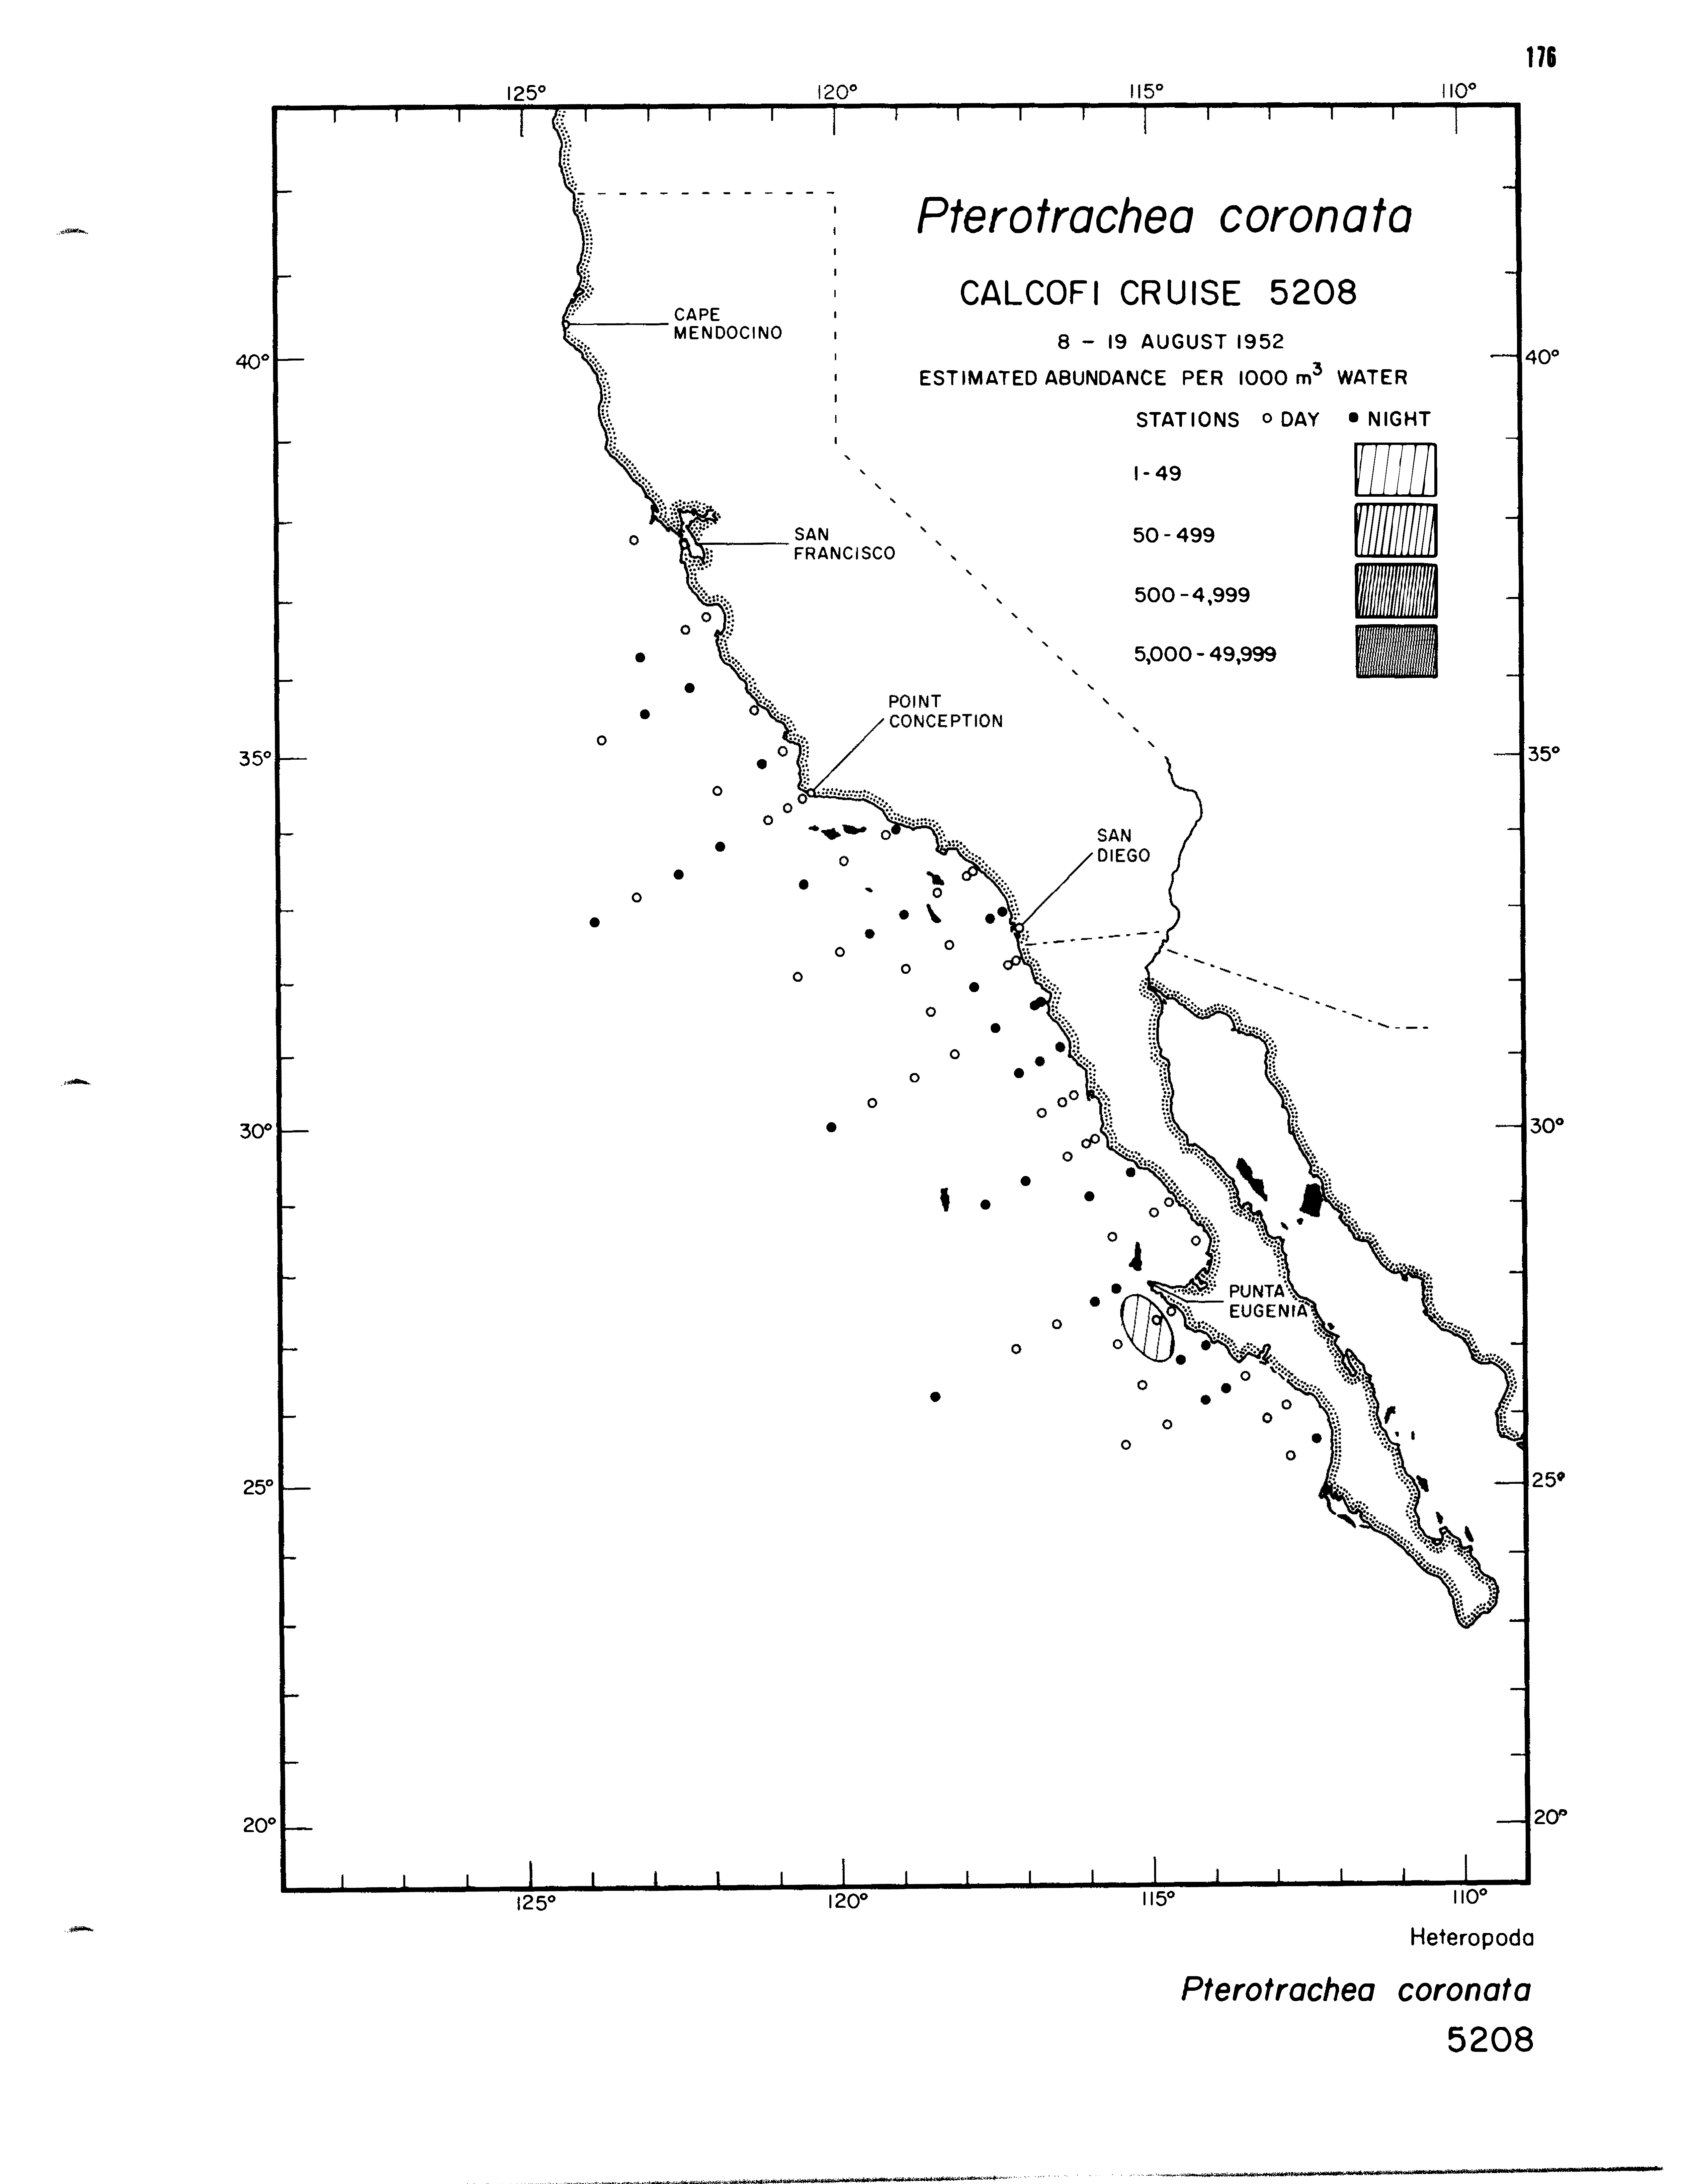 176
125° 120° 115° 110°
Pterotrachea coronata
CALCOFI CRUISE 5208
8 - 19 AUGUST 1952
ESTIMATED ABUNDANCE PER 1000 m³ WATER
STATIONS ○ DAY ● NIGHT
1-49
50-499
500-4,999
5,000-49,999
CAPE
MENDOCINO
40° 40°
SAN
FRANCISCO
POINT
CONCEPTION
35° 35°
SAN
DIEGO
30° 30°
PUNTA
EUGENIA
25° 25°
20° 20°
125° 120° 115° 110°
Heteropoda
Pterotrachea coronata
5208